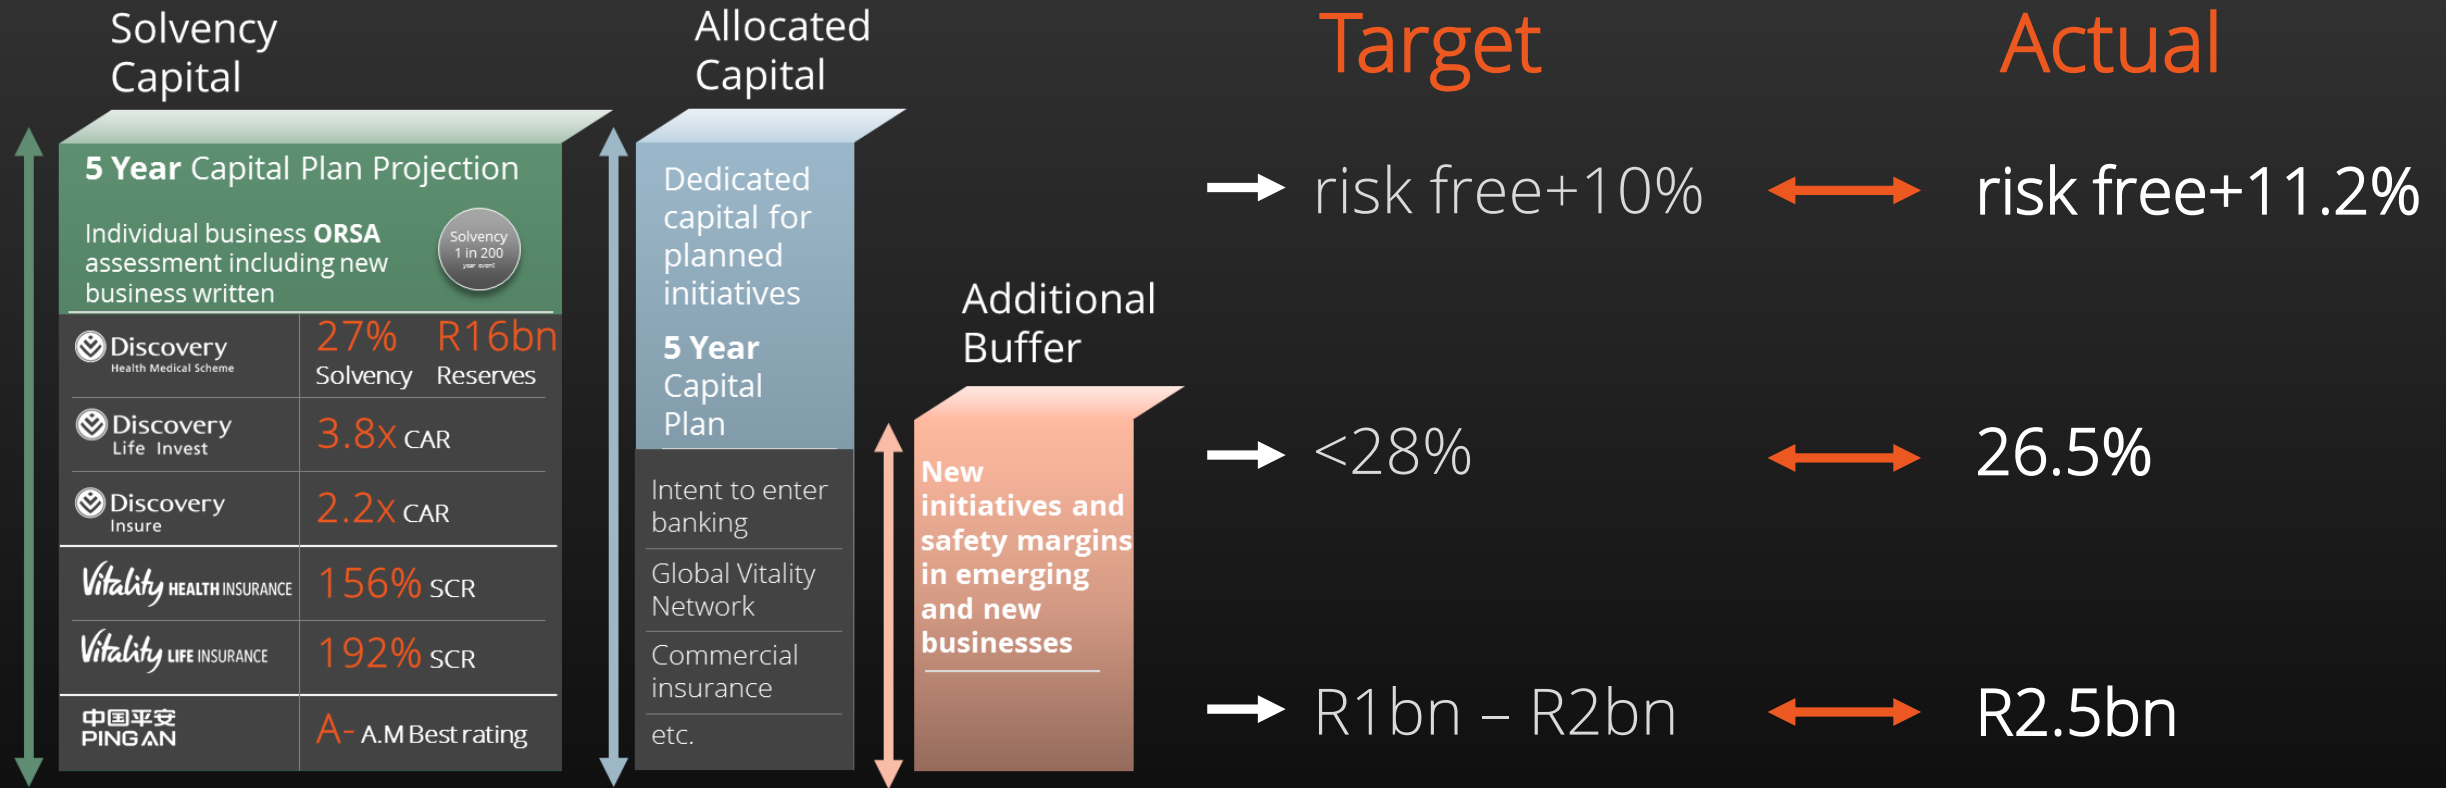 Solvency
Capital
5 Year Capital Plan Projection
Individual business ORSA
assessment including new
business written
Solvency
1 in 200
year event
Discovery
Health Medical Scheme
27% R16bn
Solvency Reserves
Discovery
Life Invest
3.8x CAR
Discovery
Insure
2.2x CAR
Vitality HEALTH INSURANCE
156% SCR
Vitality LIFE INSURANCE
192% SCR
中国平安
PING AN
A- A.M Best rating
Allocated
Capital
Dedicated
capital for
planned
initiatives
5 Year
Capital
Plan
Intent to enter
banking
Global Vitality
Network
Commercial
insurance
etc.
Additional
Buffer
New
initiatives and
safety margins
in emerging
and new
businesses
Target Actual
risk free+10% risk free+11.2%
<28% 26.5%
R1bn – R2bn R2.5bn